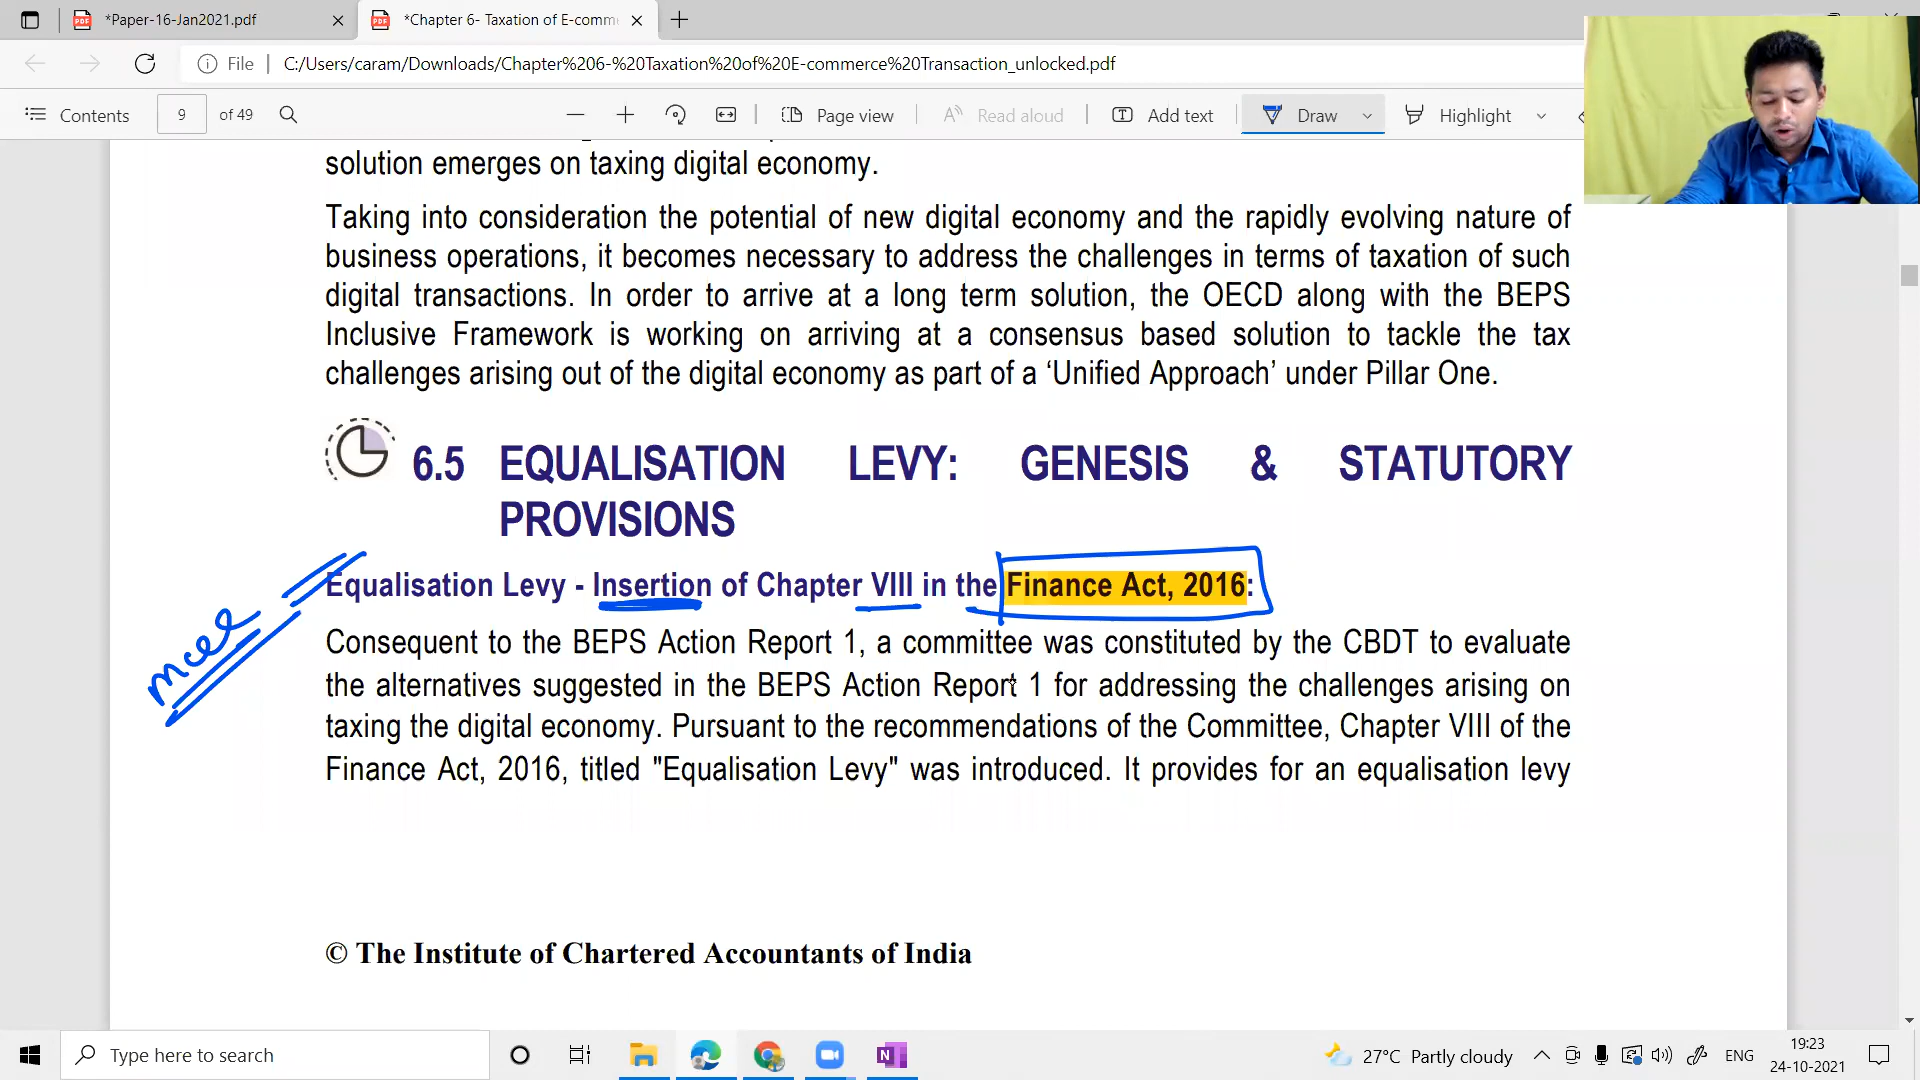 *Paper-16-Jan2021.pdf
*Chapter 6- Taxation of E-comme
File
C:/Users/caram/Downloads/Chapter%206-%20Taxation%20of%20E-commerce%20Transaction_unlocked.pdf
Contents
9
of 49
Page view
Read aloud
Add text
Draw
Highlight
solution emerges on taxing digital economy.
Taking into consideration the potential of new digital economy and the rapidly evolving nature of
business operations, it becomes necessary to address the challenges in terms of taxation of such
digital transactions. In order to arrive at a long term solution, the OECD along with the BEPS
Inclusive Framework is working on arriving at a consensus based solution to tackle the tax
challenges arising out of the digital economy as part of a ‘Unified Approach’ under Pillar One.
6.5 EQUALISATION LEVY: GENESIS & STATUTORY
PROVISIONS
Equalisation Levy - Insertion of Chapter VIII in the Finance Act, 2016:
Consequent to the BEPS Action Report 1, a committee was constituted by the CBDT to evaluate
the alternatives suggested in the BEPS Action Report 1 for addressing the challenges arising on
taxing the digital economy. Pursuant to the recommendations of the Committee, Chapter VIII of the
Finance Act, 2016, titled "Equalisation Levy" was introduced. It provides for an equalisation levy
© The Institute of Chartered Accountants of India
Type here to search
27°C Partly cloudy
ENG
19:23
24-10-2021